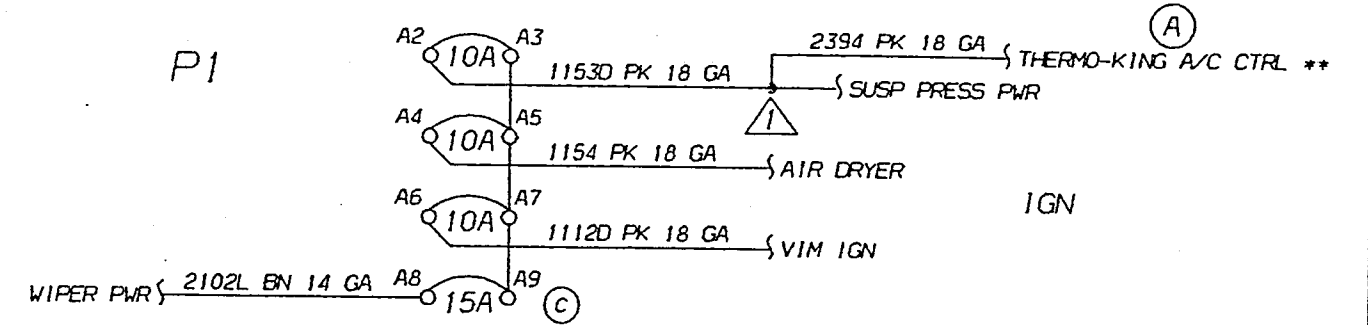 P1
A2 10A A3
1153D PK 18 GA
2394 PK 18 GA
A
THERMO-KING A/C CTRL **
SUSP PRESS PWR
1
A4 10A A5
1154 PK 18 GA
AIR DRYER
IGN
A6 10A A7
1112D PK 18 GA
VIM IGN
WIPER PWR
2102L BN 14 GA
A8 15A A9
C